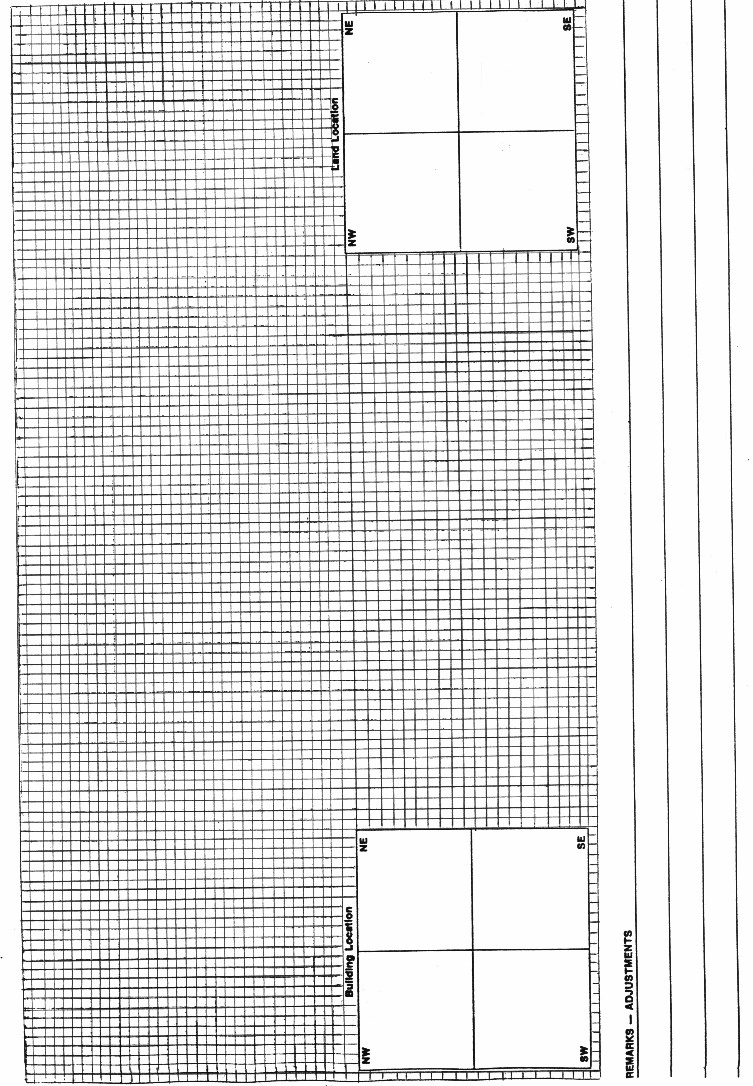 Building Location
Land Location
NW NE
NW NE
SW SE
SW SE
REMARKS — ADJUSTMENTS